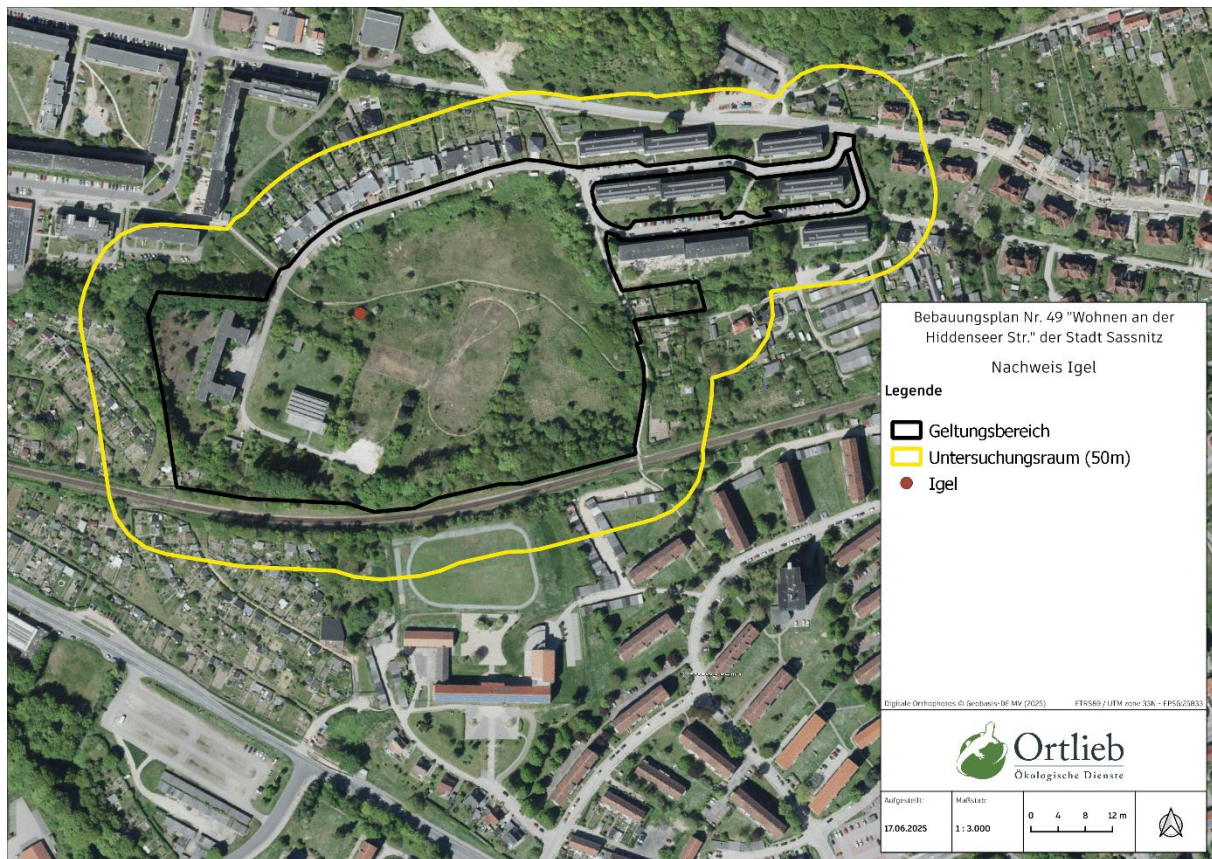 Bebauungsplan Nr. 49 "Wohnen an der
Hiddenseer Str." der Stadt Sassnitz
Nachweis Igel
Legende
Geltungsbereich
Untersuchungsraum (50m)
Igel
Digitale Orthophotos © Geobasis-DE MV (2025) ETRS89 / UTM zone 33N - EPSG:25833
Ortlieb
Ökologische Dienste
Aufgestellt: Maßstab:
0 4 8 12 m
17.06.2025 1 : 3.000